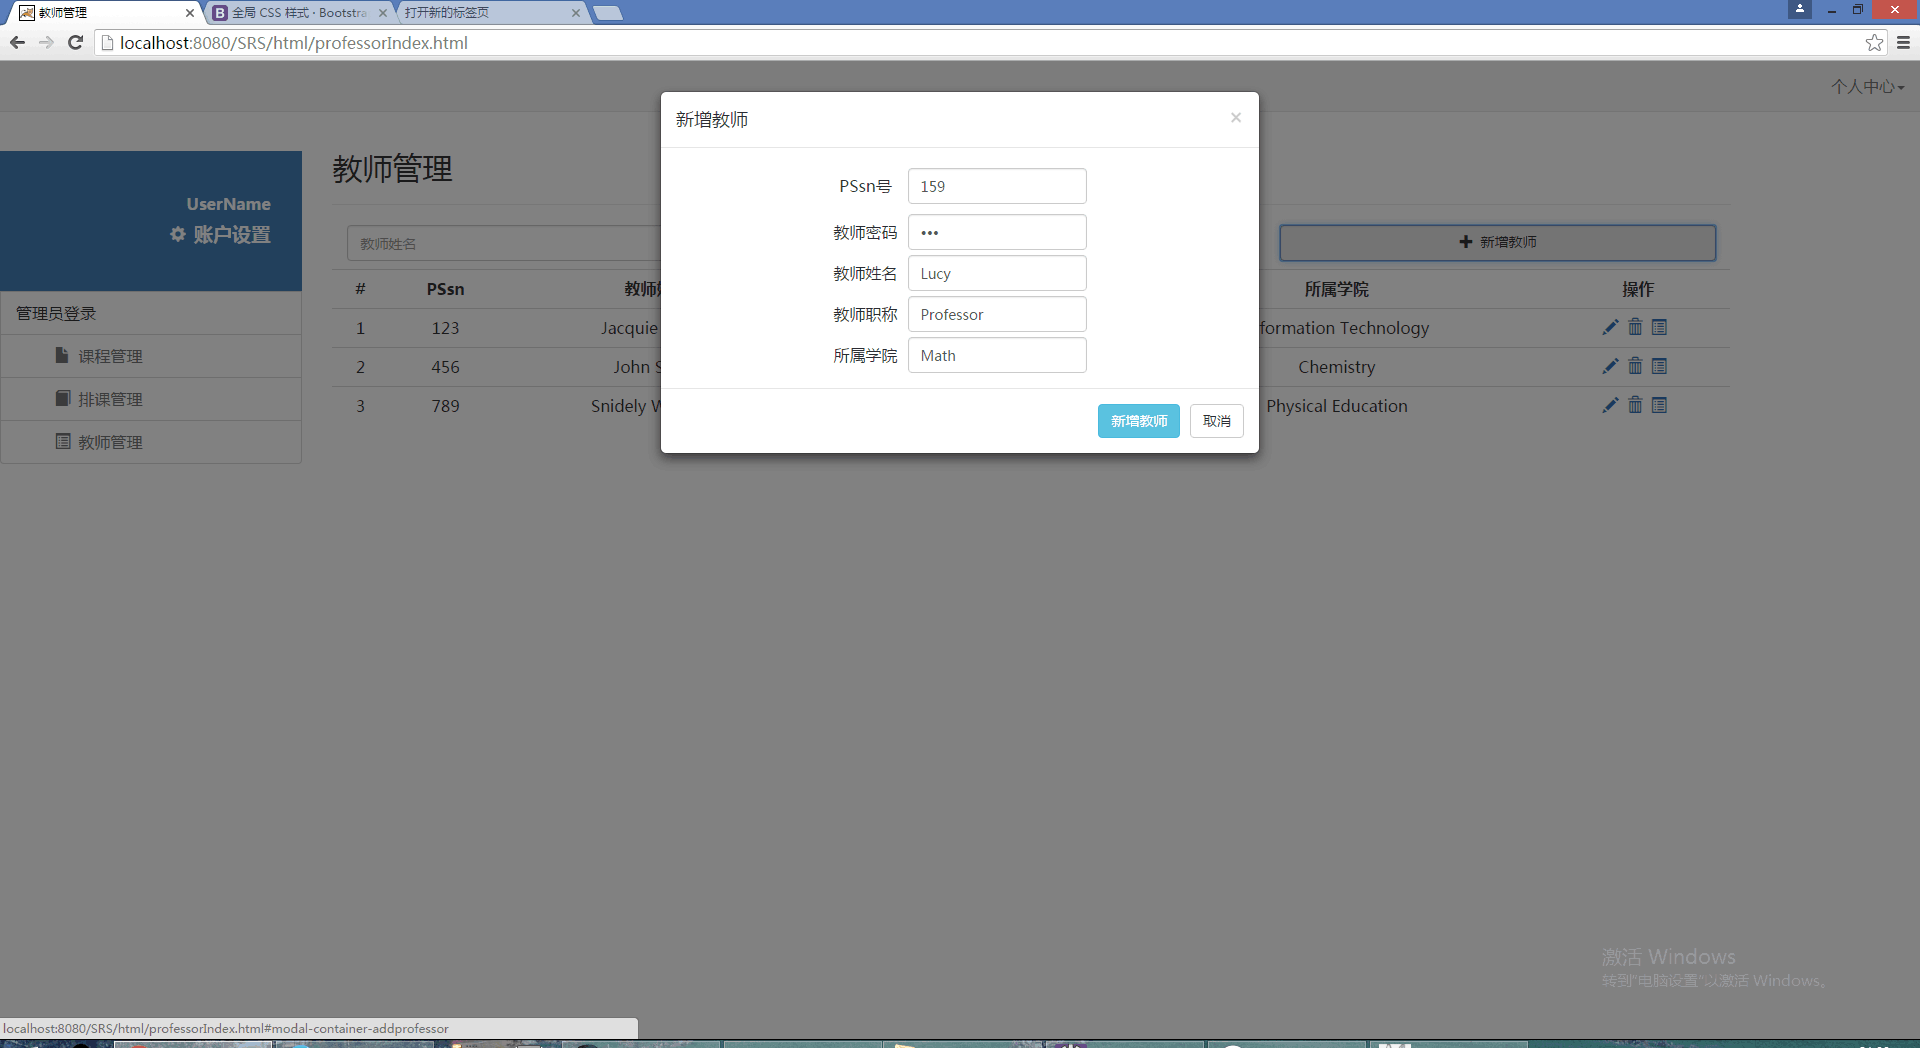 教师管理
全局 CSS 样式 · Bootstra
打开新的标签页
localhost:8080/SRS/html/professorIndex.html
个人中心
新增教师
×
UserName
账户设置
管理员登录
课程管理
排课管理
教师管理
教师管理
教师姓名
新增教师
# PSsn 教师 所属学院 操作
1 123 Jacquie formation Technology
2 456 John S Chemistry
3 789 Snidely Physical Education
PSsn号 159
教师密码 •••
教师姓名 Lucy
教师职称 Professor
所属学院 Math
新增教师 取消
激活 Windows
转到"电脑设置"以激活 Windows。
localhost:8080/SRS/html/professorIndex.html#modal-container-addprofessor